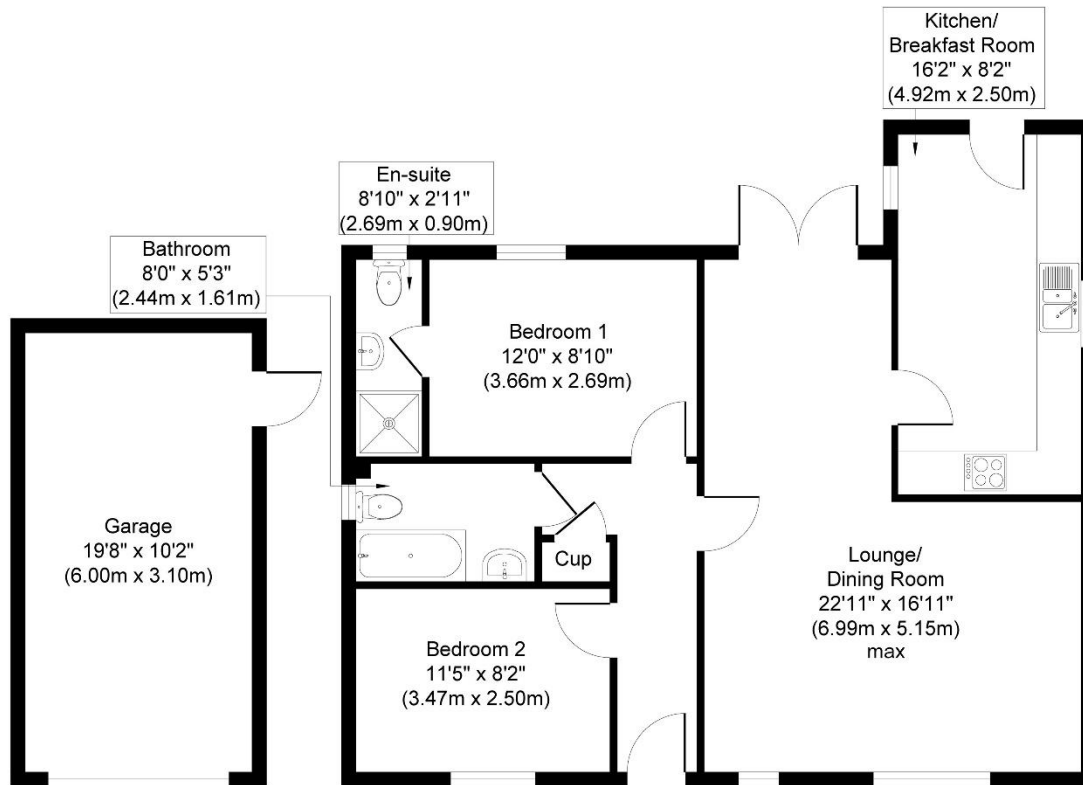 Kitchen/
Breakfast Room
16'2" x 8'2"
(4.92m x 2.50m)
En-suite
8'10" x 2'11"
(2.69m x 0.90m)
Bathroom
8'0" x 5'3"
(2.44m x 1.61m)
Bedroom 1
12'0" x 8'10"
(3.66m x 2.69m)
Garage
19'8" x 10'2"
(6.00m x 3.10m)
Cup
Lounge/
Dining Room
22'11" x 16'11"
(6.99m x 5.15m)
max
Bedroom 2
11'5" x 8'2"
(3.47m x 2.50m)